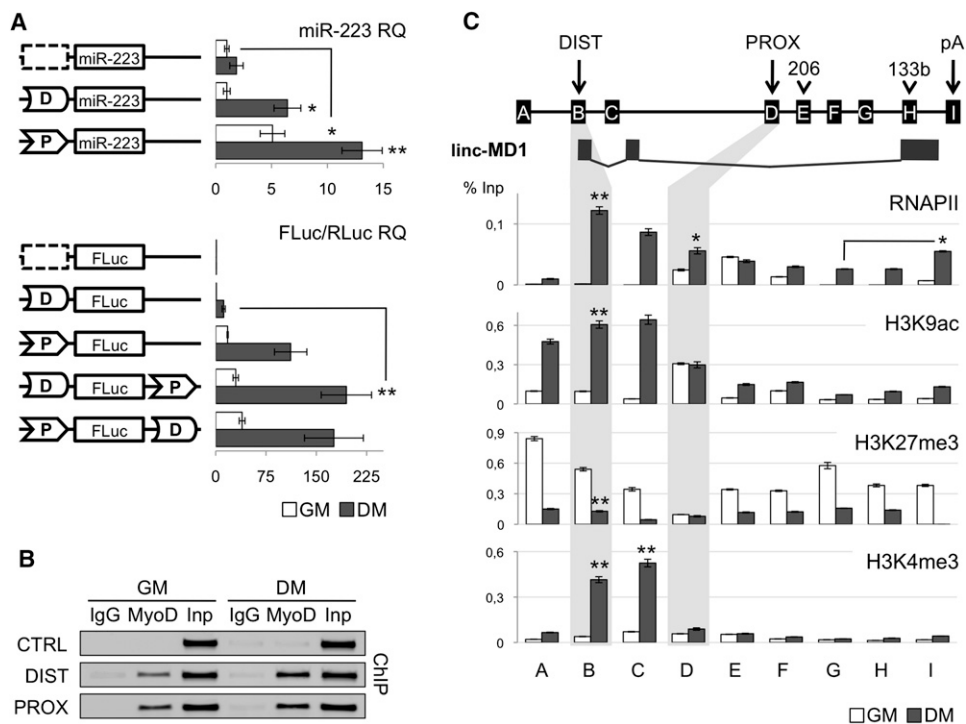 A
miR-223 RQ
miR-223
D miR-223 *
*
P miR-223 **
0 5 10 15
FLuc/RLuc RQ
FLuc
D FLuc
P FLuc
D FLuc P **
P FLuc D
0 75 150 225
GM DM
B
GM DM
IgG MyoD Inp IgG MyoD Inp
CTRL
DIST
PROX
ChIP
C
DIST PROX pA
206 133b
A B C D E F G H I
linc-MD1
% Inp
RNAPII
0,1
0
** * *
H3K9ac
0,6
0,3
0
**
H3K27me3
0,9
0,6
0,3
0
**
H3K4me3
0,6
0,3
0
** **
A B C D E F G H I
GM DM